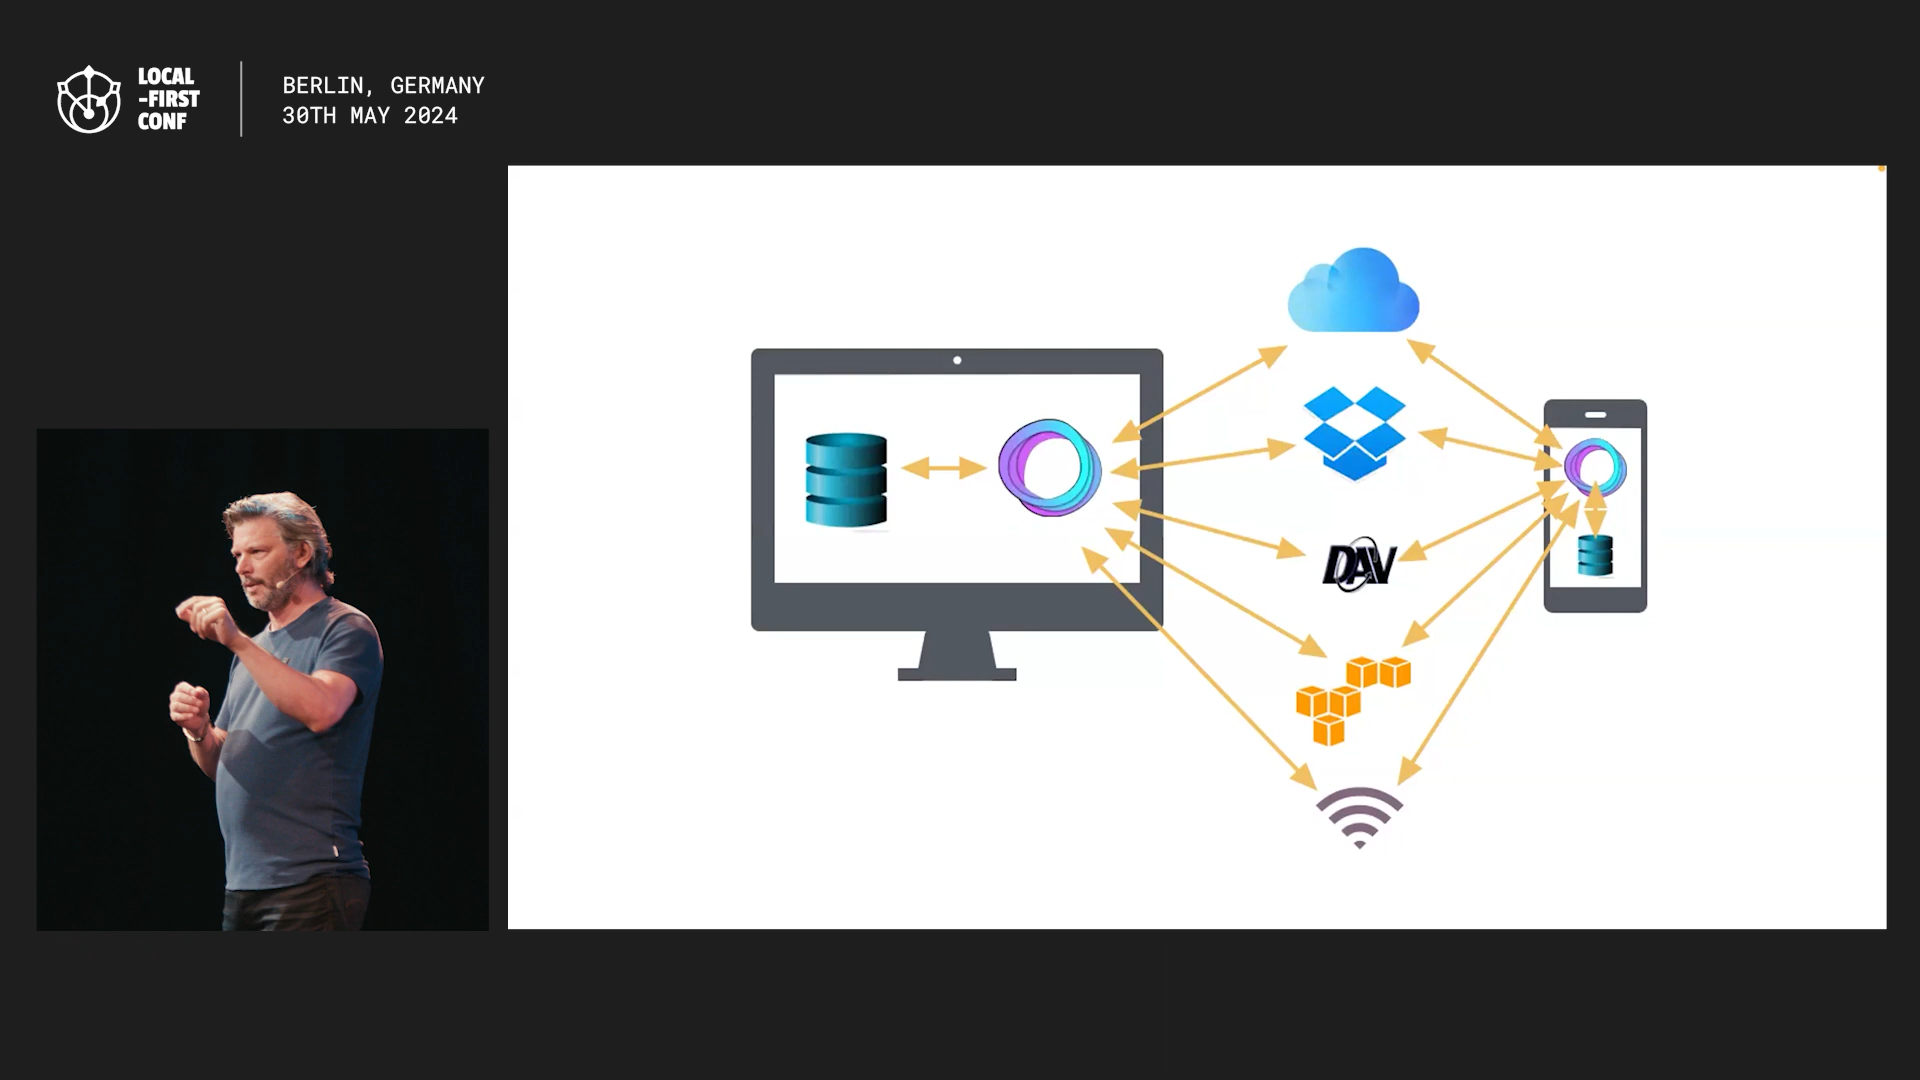 LOCAL
-FIRST
CONF
BERLIN, GERMANY
30TH MAY 2024
DAV